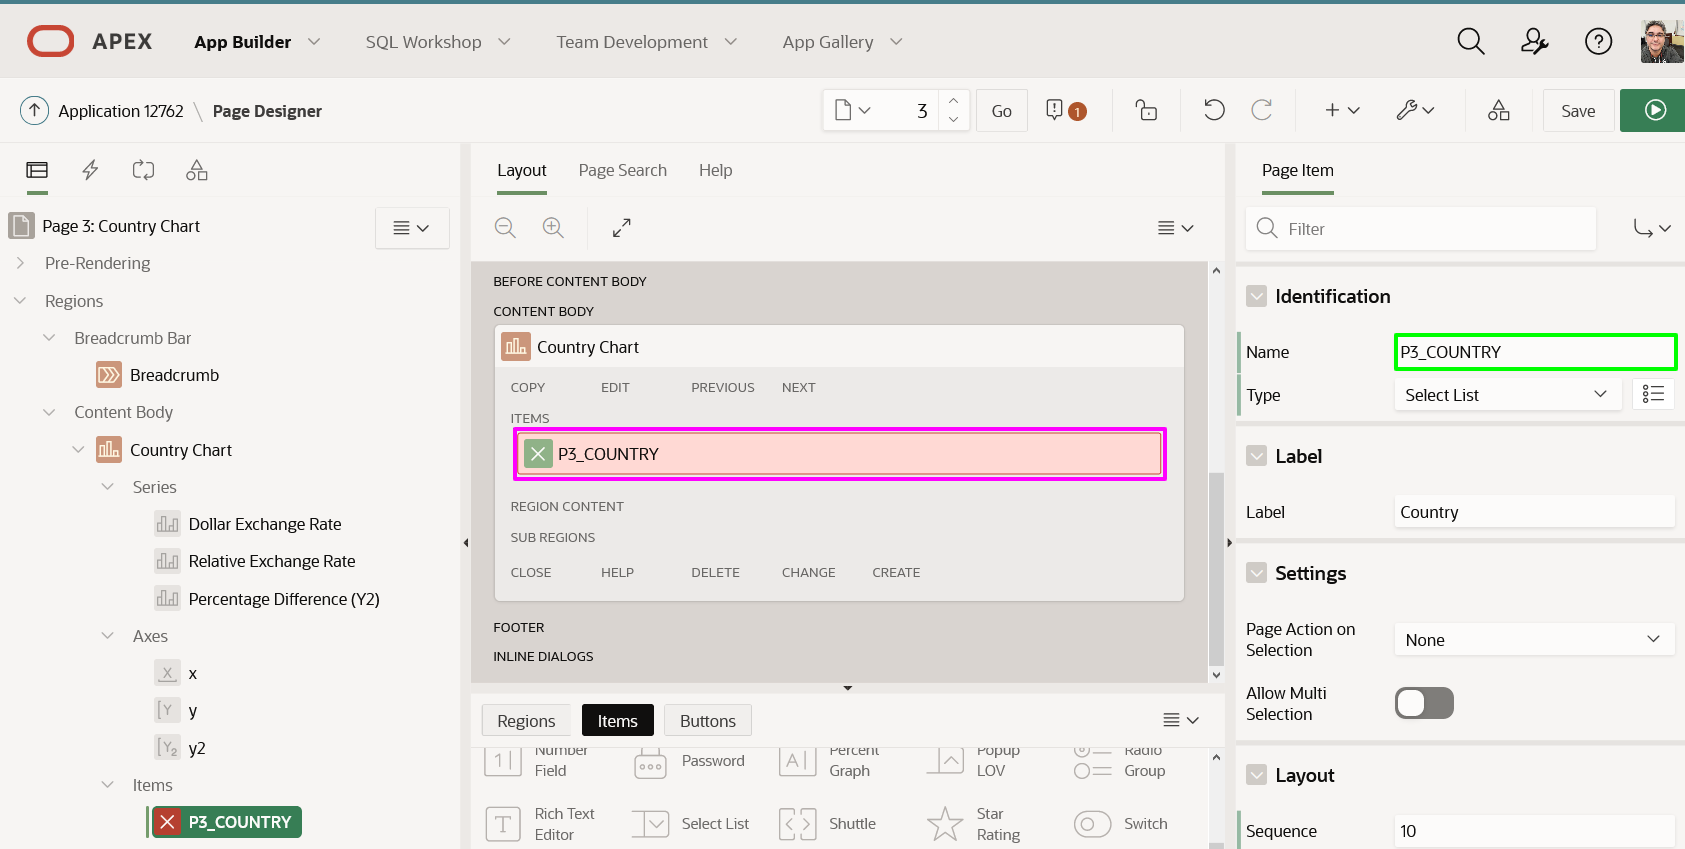 APEX
App Builder
SQL Workshop
Team Development
App Gallery
Application 12762 \ Page Designer
3
Go
1
Save
Layout
Page Search
Help
Page Item
Page 3: Country Chart
Pre-Rendering
Regions
Breadcrumb Bar
Breadcrumb
Content Body
Country Chart
Series
Dollar Exchange Rate
Relative Exchange Rate
Percentage Difference (Y2)
Axes
X x
Y y
Y2 y2
Items
P3_COUNTRY
BEFORE CONTENT BODY
CONTENT BODY
Country Chart
COPY EDIT PREVIOUS NEXT
ITEMS
P3_COUNTRY
REGION CONTENT
SUB REGIONS
CLOSE HELP DELETE CHANGE CREATE
FOOTER
INLINE DIALOGS
Regions
Items
Buttons
Number
Field
Password
Percent
Graph
Popup
LOV
Radio
Group
Rich Text
Editor
Select List
Shuttle
Star
Rating
Switch
Filter
Identification
Name P3_COUNTRY
Type Select List
Label
Label Country
Settings
Page Action on
Selection
None
Allow Multi
Selection
Layout
Sequence 10